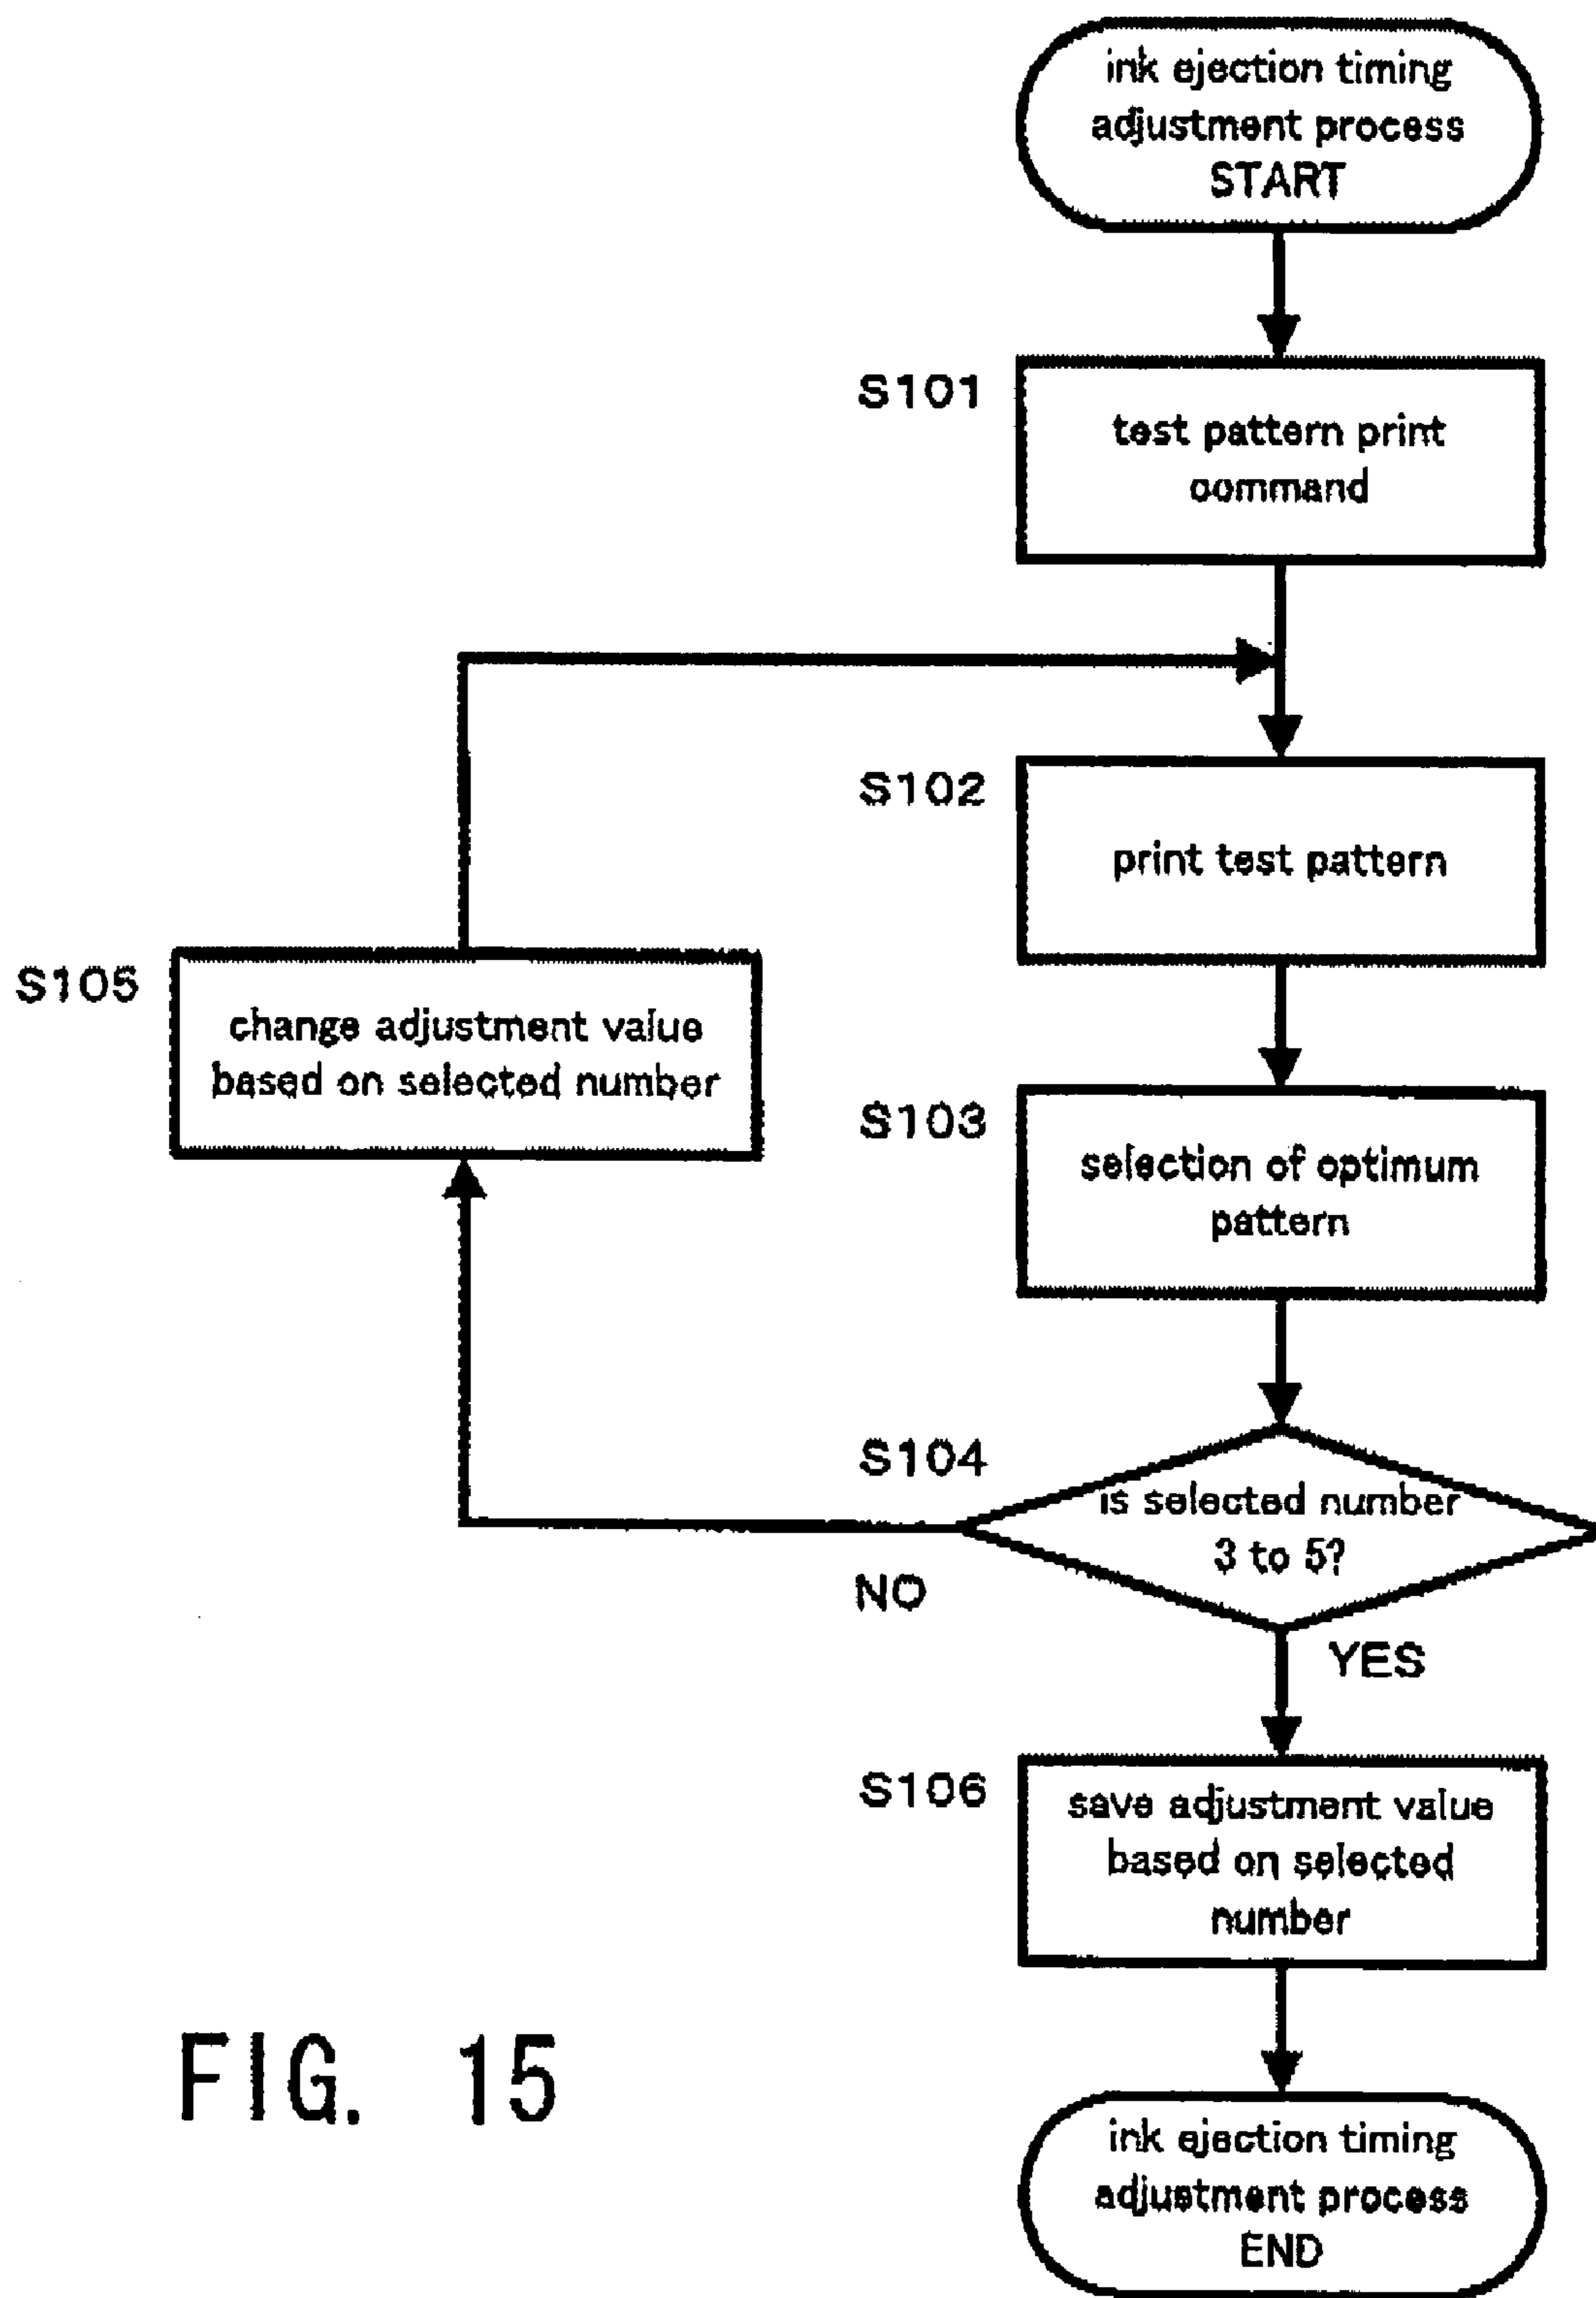 ink ejection timing
adjustment process
START
S101
test pattern print
command
S102
print test pattern
S105
change adjustment value
based on selected number
S103
selection of optimum
pattern
S104
is selected number
3 to 5?
NO
YES
S106
save adjustment value
based on selected
number
FIG. 15
ink ejection timing
adjustment process
END